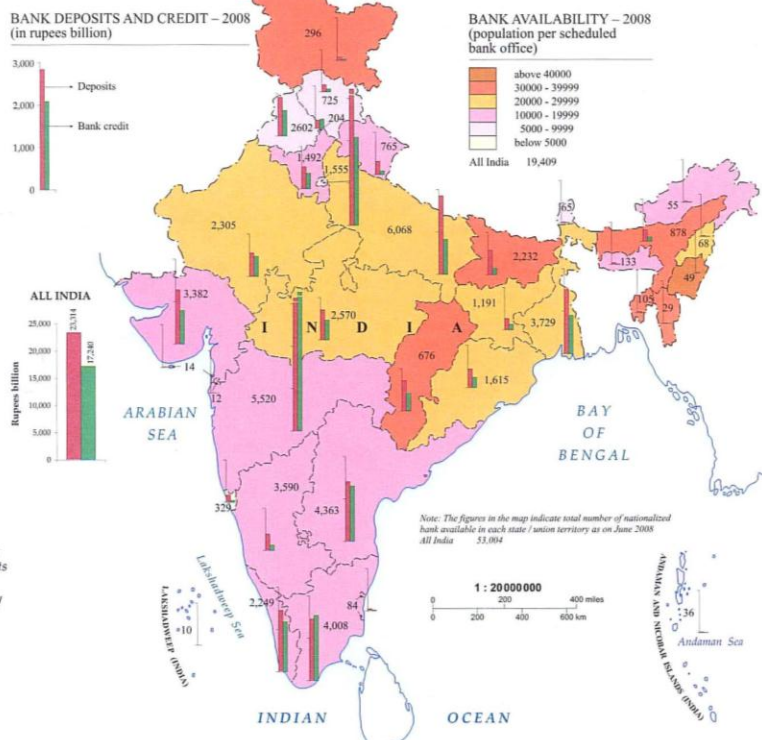 BANK DEPOSITS AND CREDIT – 2008
(in rupees billion)
3,000
2,000
1,000
0
Deposits
Bank credit
BANK AVAILABILITY – 2008
(population per scheduled
bank office)
above 40000
30000 - 39999
20000 - 29999
10000 - 19999
5000 - 9999
below 5000
All India 19,409
296
725
2602
204
1,492
1,555
765
2,305
6,068
2,232
65
55
878
68
133
49
105
29
3,382
2,570
1,191
3,729
I N D I A
676
1,615
14
12
5,520
ALL INDIA
25,000
20,000
15,000
10,000
5,000
0
Rupees billion
23,314
17,240
ARABIAN
SEA
BAY
OF
BENGAL
3,590
4,363
329
Note: The figures in the map indicate total number of nationalized
bank available in each state / union territory as on June 2008
All India 53,004
1 : 20000000
0 200 400 miles
0 200 400 600 km
Lakshadweep Sea
LAKSHADWEEP (INDIA)
10
2,249
84
4,008
ANDAMAN AND NICOBAR ISLANDS (INDIA)
36
Andaman Sea
INDIAN OCEAN